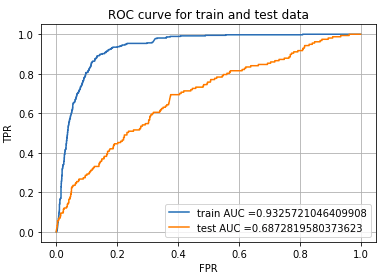 ROC curve for train and test data
1.0
0.8
0.6
0.4
0.2
0.0
TPR
train AUC =0.9325721046409908
test AUC =0.6872819580373623
0.0 0.2 0.4 0.6 0.8 1.0
FPR